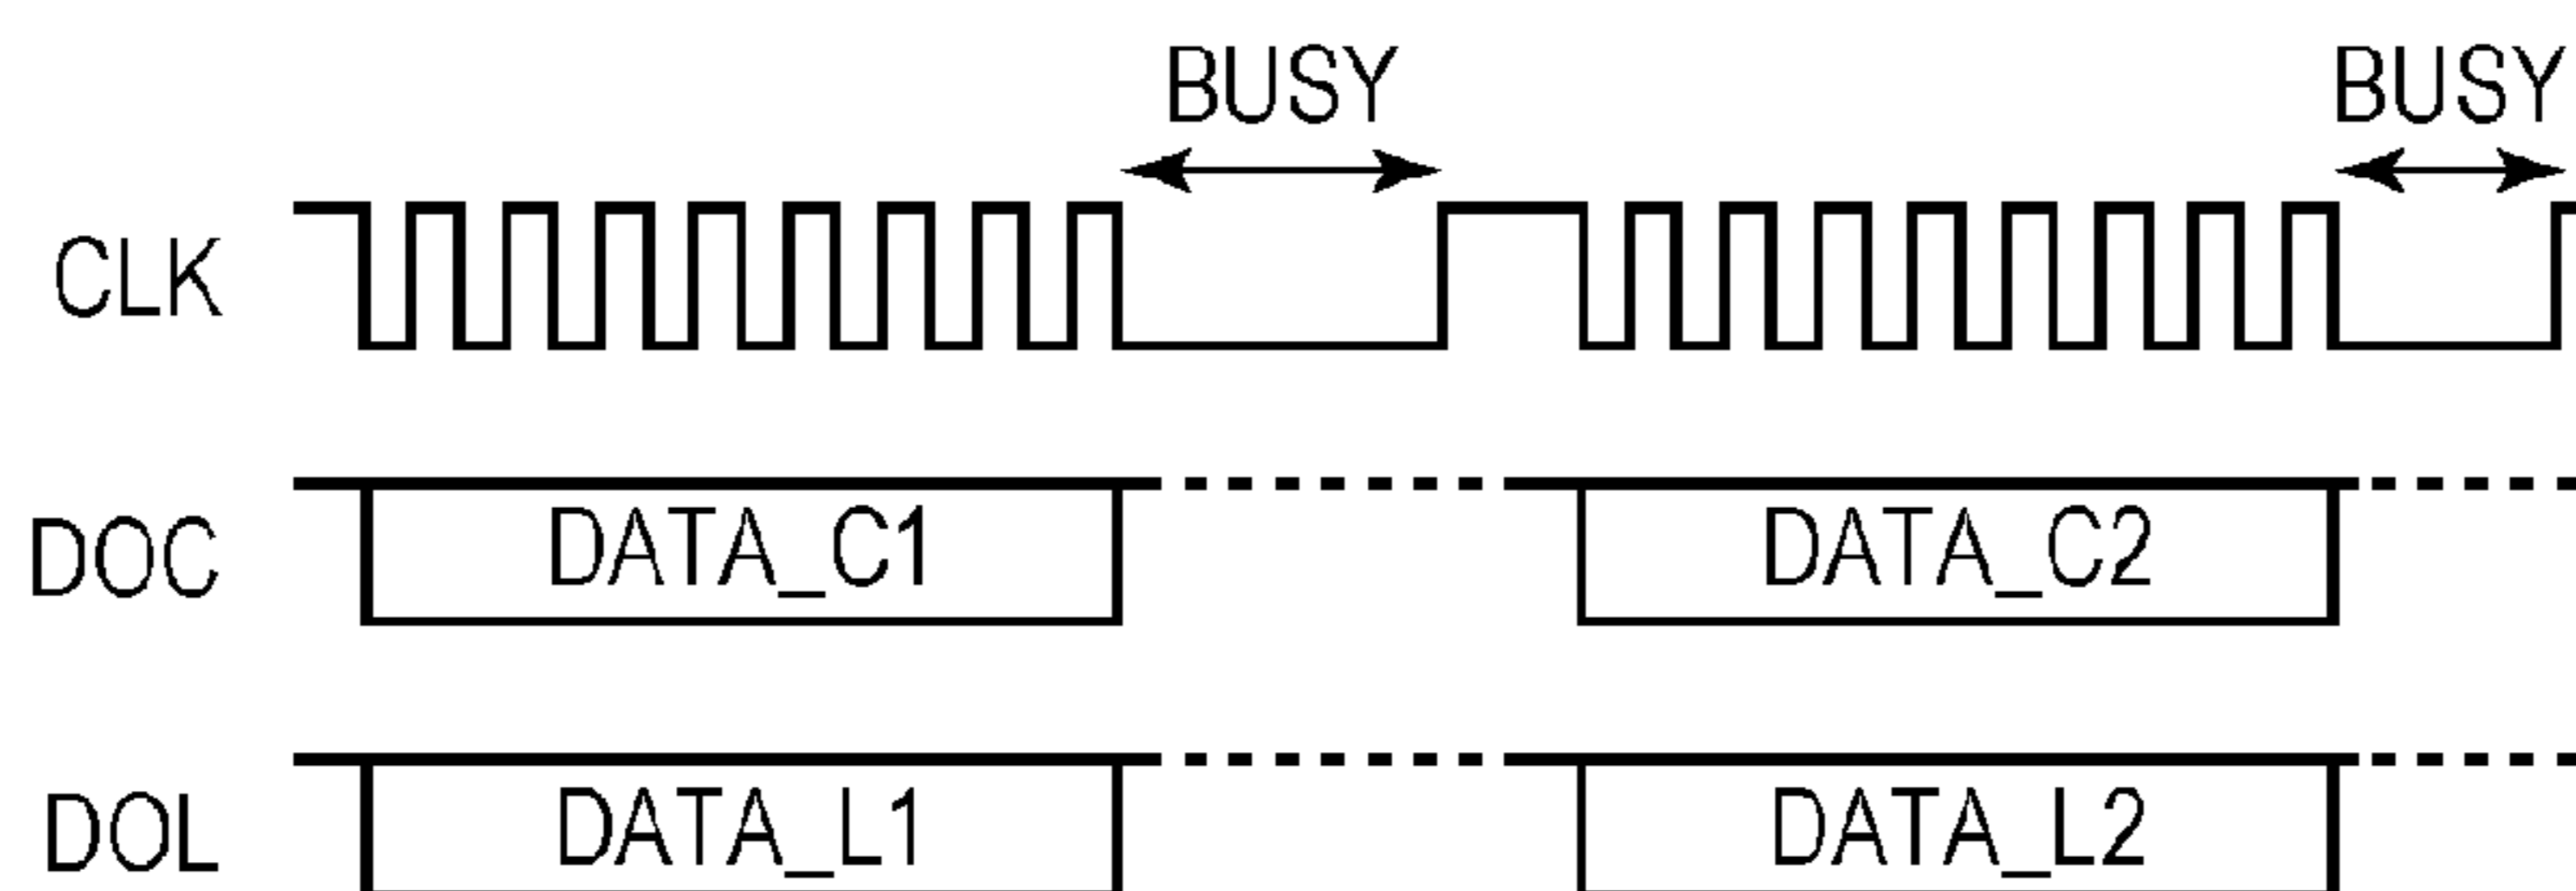 BUSY BUSY
CLK
DOC DATA_C1 DATA_C2
DOL DATA_L1 DATA_L2